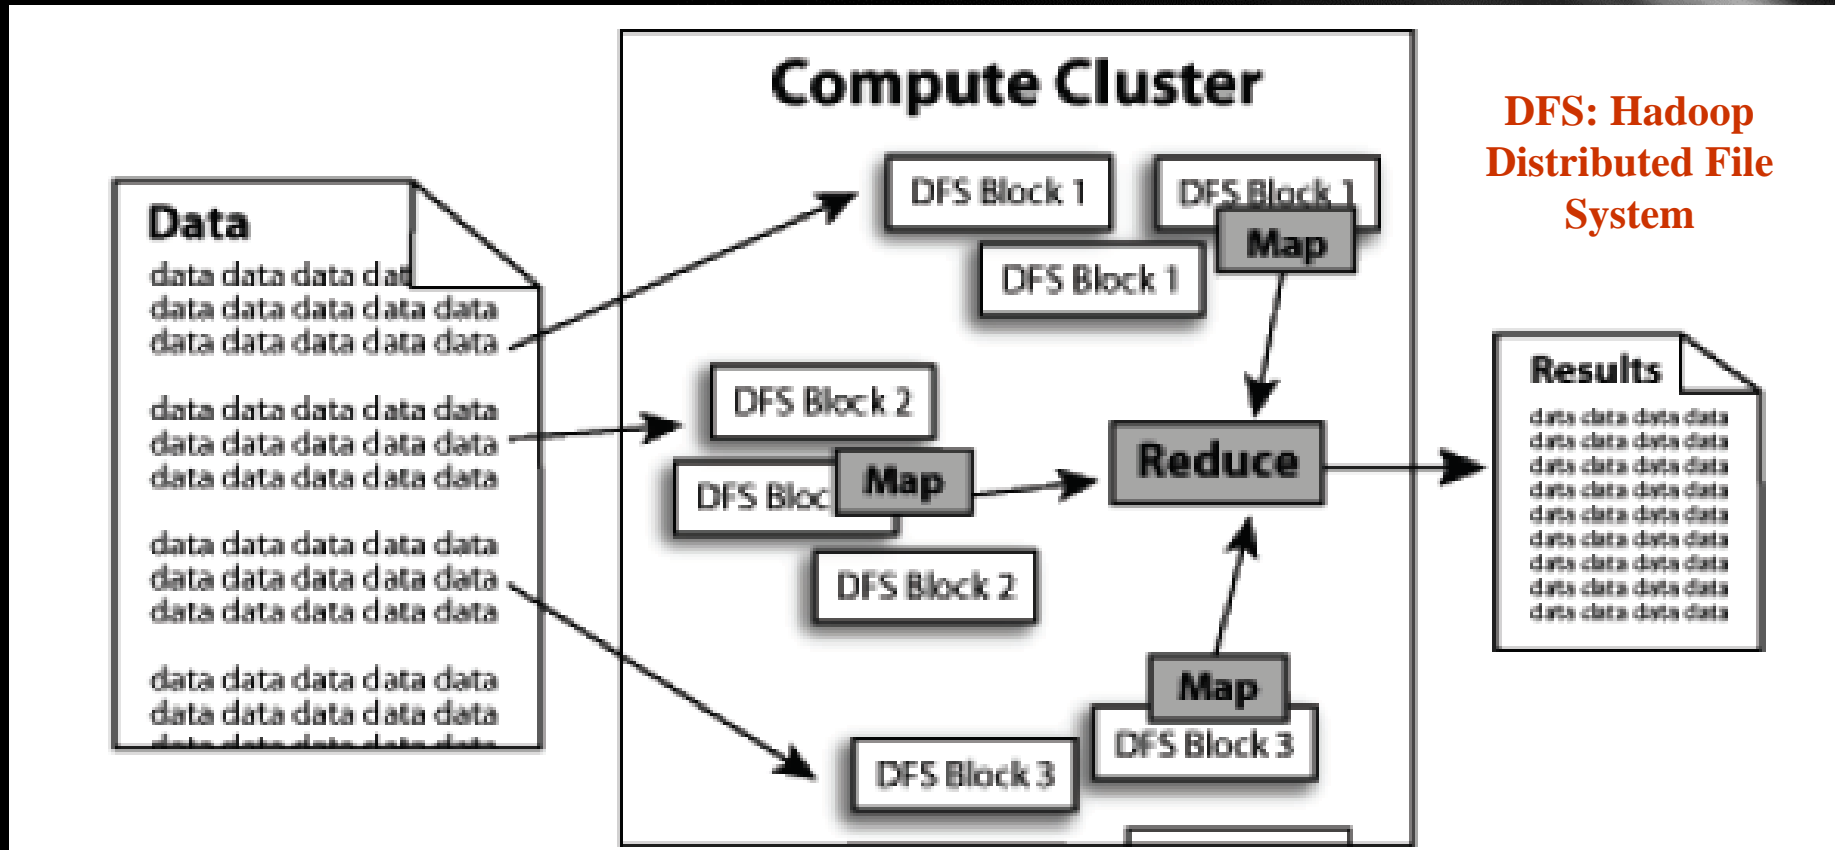 Compute Cluster
DFS: Hadoop
Distributed File
System
Data
data data data dat
data data data data data
data data data data data
data data data data data
data data data data data
data data data data data
data data data data data
data data data data data
data data data data data
data data data data data
data data data data data
data data data data data
DFS Block 1
DFS Block 1
Map
DFS Block 1
DFS Block 2
DFS Bloc
Map
DFS Block 2
Reduce
Map
DFS Block 3
DFS Block 3
Results
data data data data
data data data data
data data data data
data data data data
data data data data
data data data data
data data data data
data data data data
data data data data